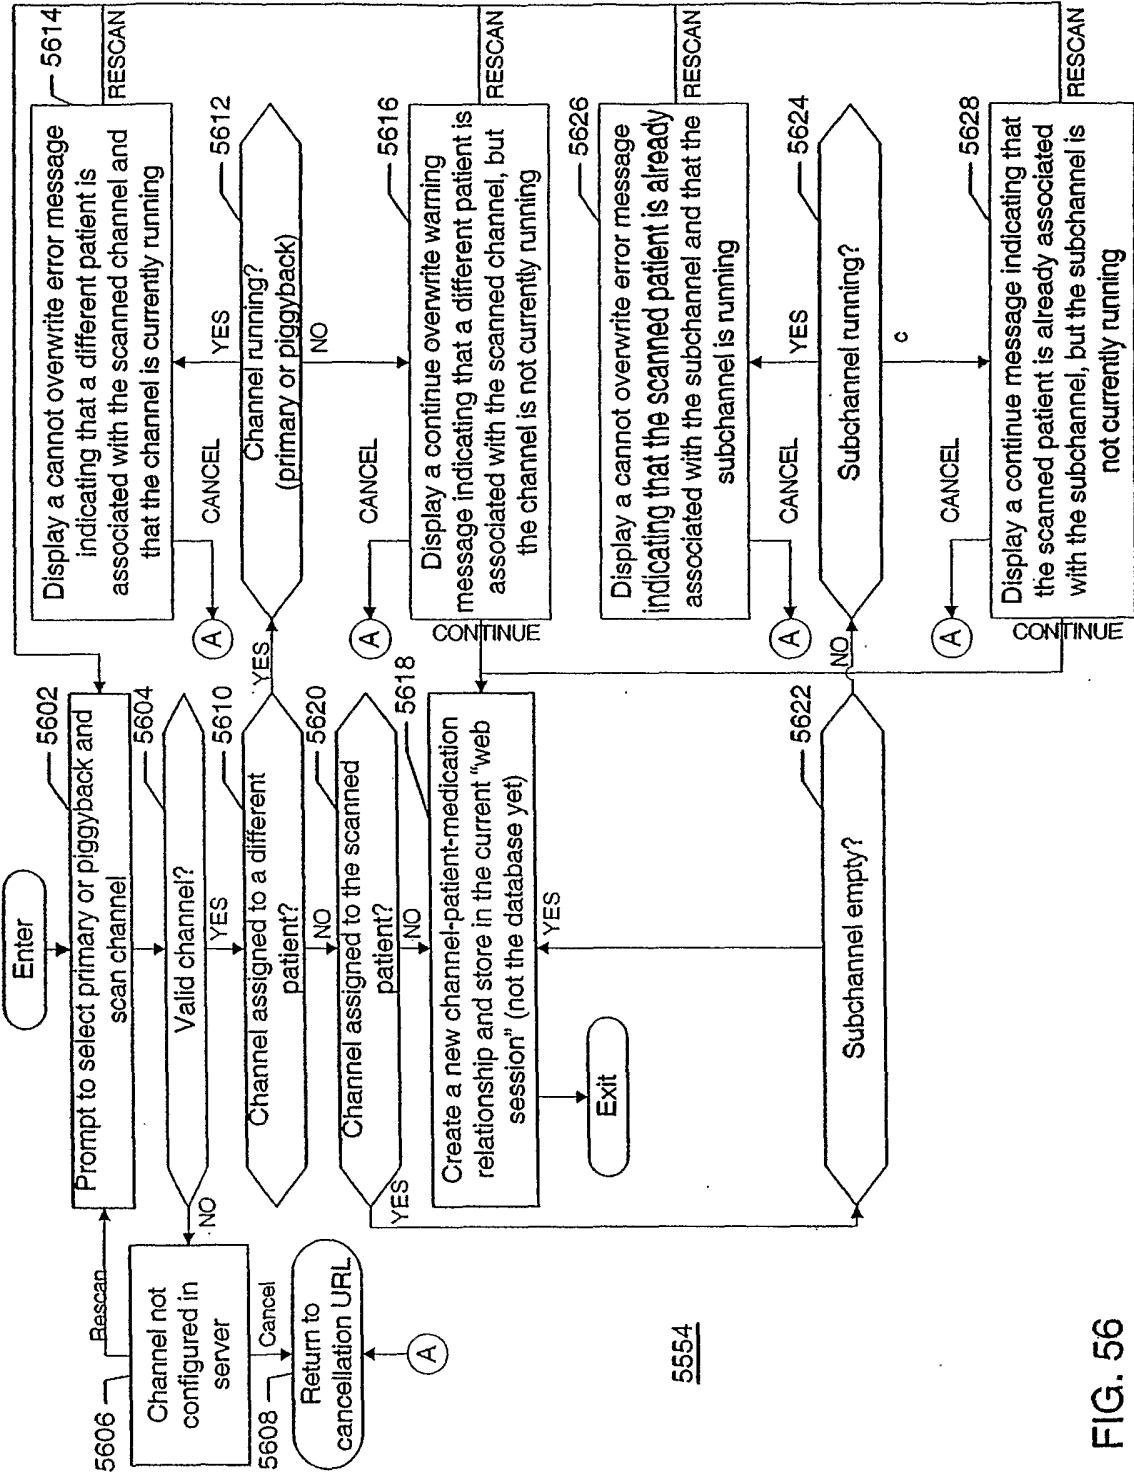 Enter
5602
Prompt to select primary or piggyback and
scan channel
5604
Valid channel?
YES
NO
5606
Channel not
configured in
server
Rescan
Cancel
5608
Return to
cancellation URL
A
5610
Channel assigned to a different
patient?
YES
NO
5620
Channel assigned to the scanned
patient?
NO
YES
5618
Create a new channel-patient-medication
relationship and store in the current "web
session" (not the database yet)
YES
Exit
5622
Subchannel empty?
NO
5614
Display a cannot overwrite error message
indicating that a different patient is
associated with the scanned channel and
that the channel is currently running
RESCAN
CANCEL
A
YES
5612
Channel running?
(primary or piggyback)
NO
5616
CANCEL
A
Display a continue overwrite warning
message indicating that a different patient is
associated with the scanned channel, but
the channel is not currently running
RESCAN
CONTINUE
5626
Display a cannot overwrite error message
indicating that the scanned patient is already
associated with the subchannel and that the
subchannel is running
RESCAN
CANCEL
A
YES
5624
Subchannel running?
c
5628
CANCEL
A
Display a continue message indicating that
the scanned patient is already associated
with the subchannel, but the subchannel is
not currently running
RESCAN
CONTINUE
5554
FIG. 56